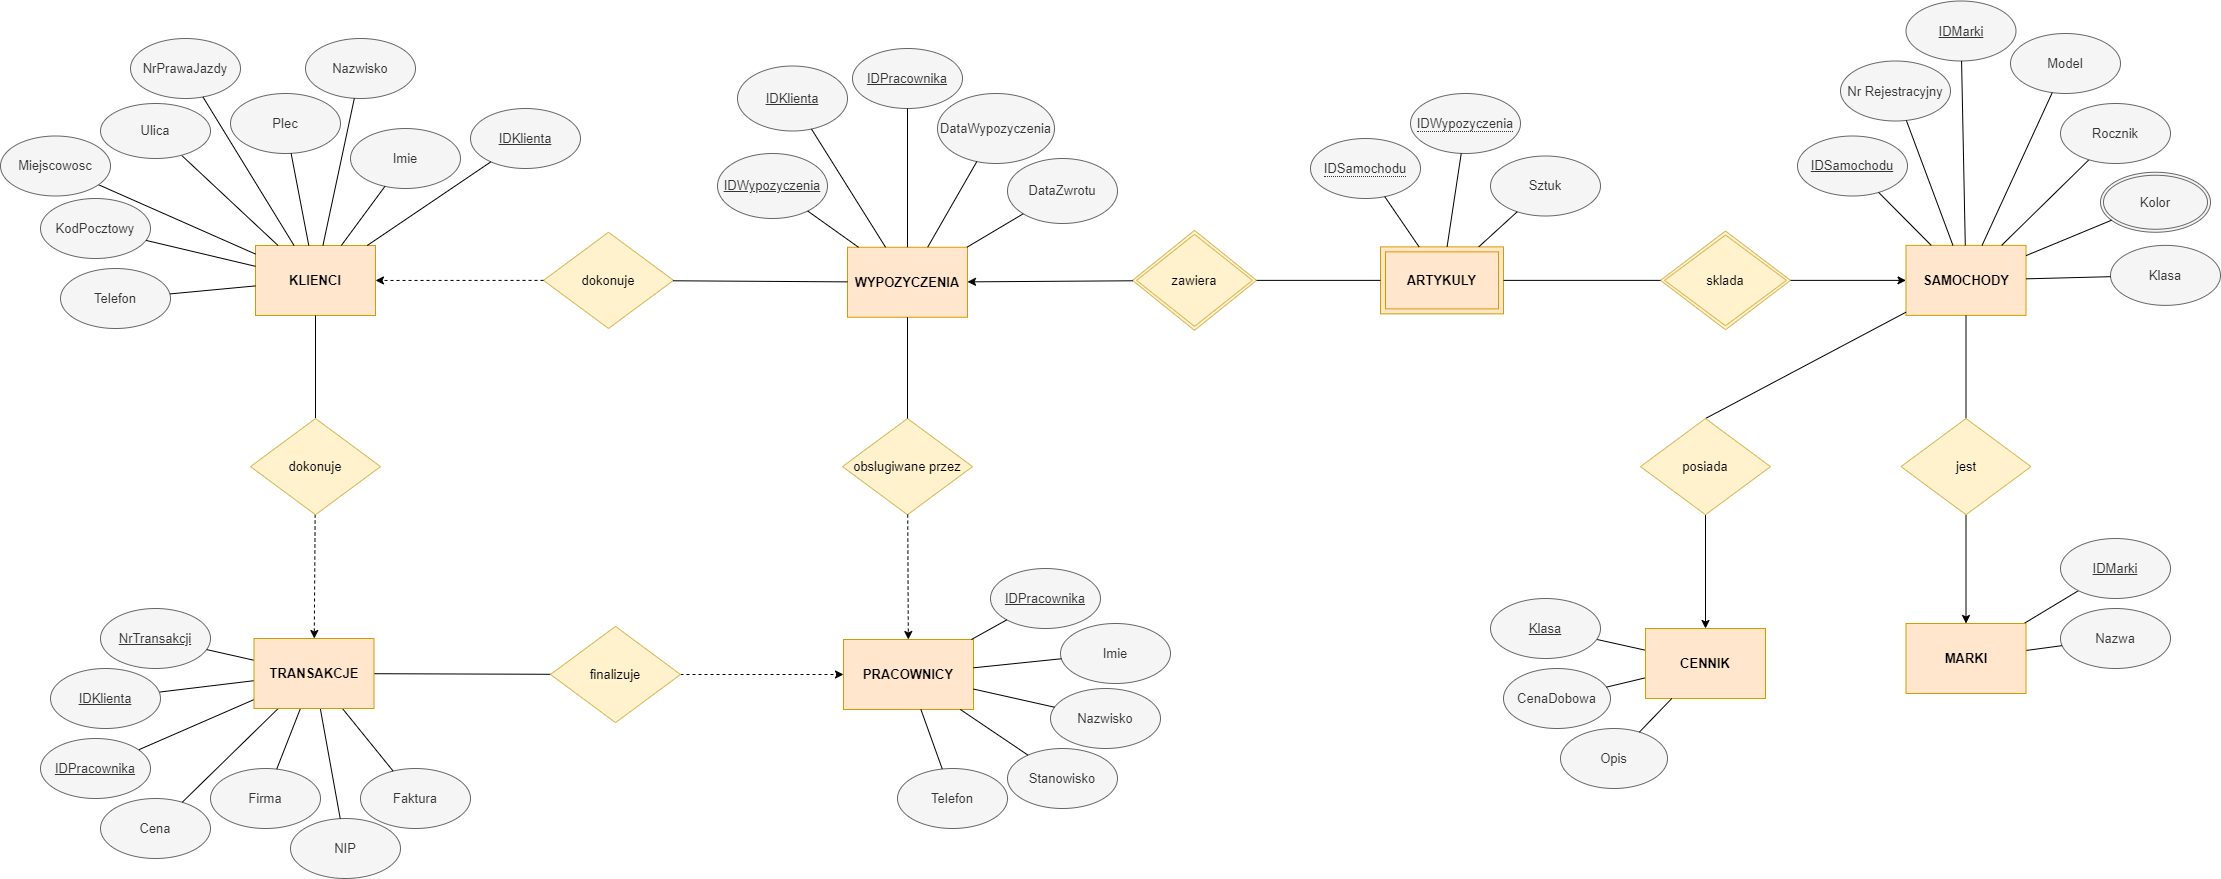 IDMarki
NrPrawaJazdy
Nazwisko
IDPracownika
Model
IDKlienta
Nr Rejestracyjny
Ulica
Plec
DataWypozyczenia
IDWypozyczenia
Rocznik
IDKlienta
Miejscowosc
Imie
IDWypozyczenia
DataZwrotu
IDSamochodu
Sztuk
IDSamochodu
Kolor
KodPocztowy
Telefon
Klasa
KLIENCI
dokonuje
WYPOZYCZENIA
zawiera
ARTYKULY
sklada
SAMOCHODY
dokonuje
obslugiwane przez
posiada
jest
NrTransakcji
IDPracownika
IDMarki
TRANSAKCJE
finalizuje
PRACOWNICY
Imie
Klasa
CENNIK
MARKI
Nazwa
IDKlienta
Nazwisko
CenaDobowa
IDPracownika
Stanowisko
Opis
Cena
Firma
Faktura
Telefon
NIP